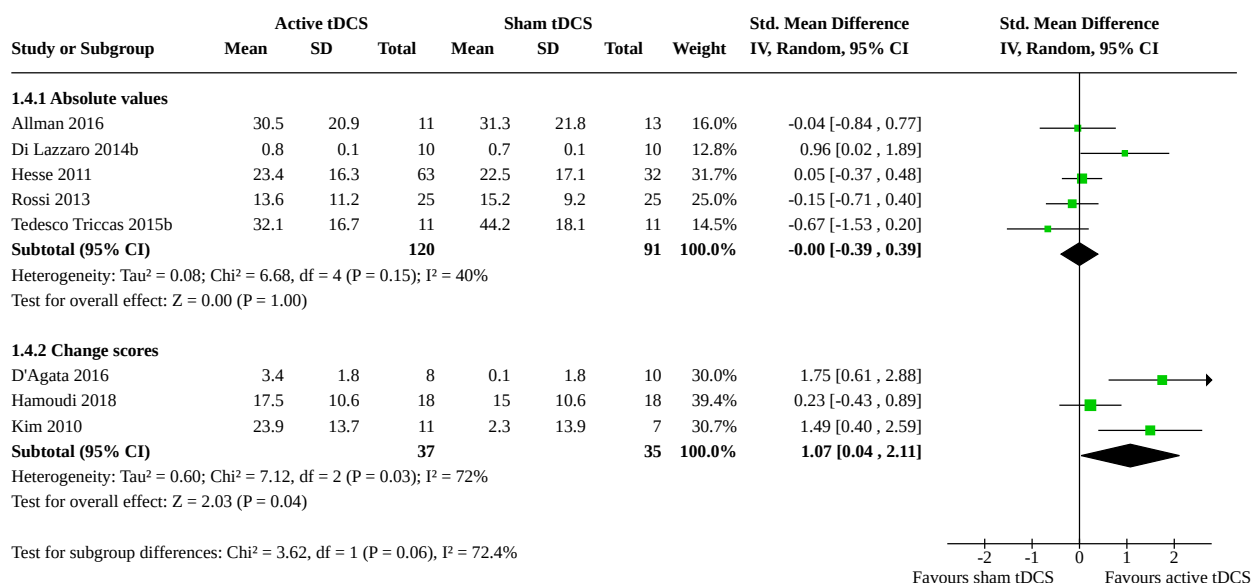 Active tDCS Sham tDCS Std. Mean Difference Std. Mean Difference
Study or Subgroup Mean SD Total Mean SD Total Weight IV, Random, 95% CI IV, Random, 95% CI
1.4.1 Absolute values
Allman 2016 30.5 20.9 11 31.3 21.8 13 16.0% -0.04 [-0.84 , 0.77]
Di Lazzaro 2014b 0.8 0.1 10 0.7 0.1 10 12.8% 0.96 [0.02 , 1.89]
Hesse 2011 23.4 16.3 63 22.5 17.1 32 31.7% 0.05 [-0.37 , 0.48]
Rossi 2013 13.6 11.2 25 15.2 9.2 25 25.0% -0.15 [-0.71 , 0.40]
Tedesco Triccas 2015b 32.1 16.7 11 44.2 18.1 11 14.5% -0.67 [-1.53 , 0.20]
Subtotal (95% CI) 120 91 100.0% -0.00 [-0.39 , 0.39]
Heterogeneity: Tau² = 0.08; Chi² = 6.68, df = 4 (P = 0.15); I² = 40%
Test for overall effect: Z = 0.00 (P = 1.00)
1.4.2 Change scores
D'Agata 2016 3.4 1.8 8 0.1 1.8 10 30.0% 1.75 [0.61 , 2.88]
Hamoudi 2018 17.5 10.6 18 15 10.6 18 39.4% 0.23 [-0.43 , 0.89]
Kim 2010 23.9 13.7 11 2.3 13.9 7 30.7% 1.49 [0.40 , 2.59]
Subtotal (95% CI) 37 35 100.0% 1.07 [0.04 , 2.11]
Heterogeneity: Tau² = 0.60; Chi² = 7.12, df = 2 (P = 0.03); I² = 72%
Test for overall effect: Z = 2.03 (P = 0.04)
Test for subgroup differences: Chi² = 3.62, df = 1 (P = 0.06), I² = 72.4%
-2 -1 0 1 2
Favours sham tDCS Favours active tDCS